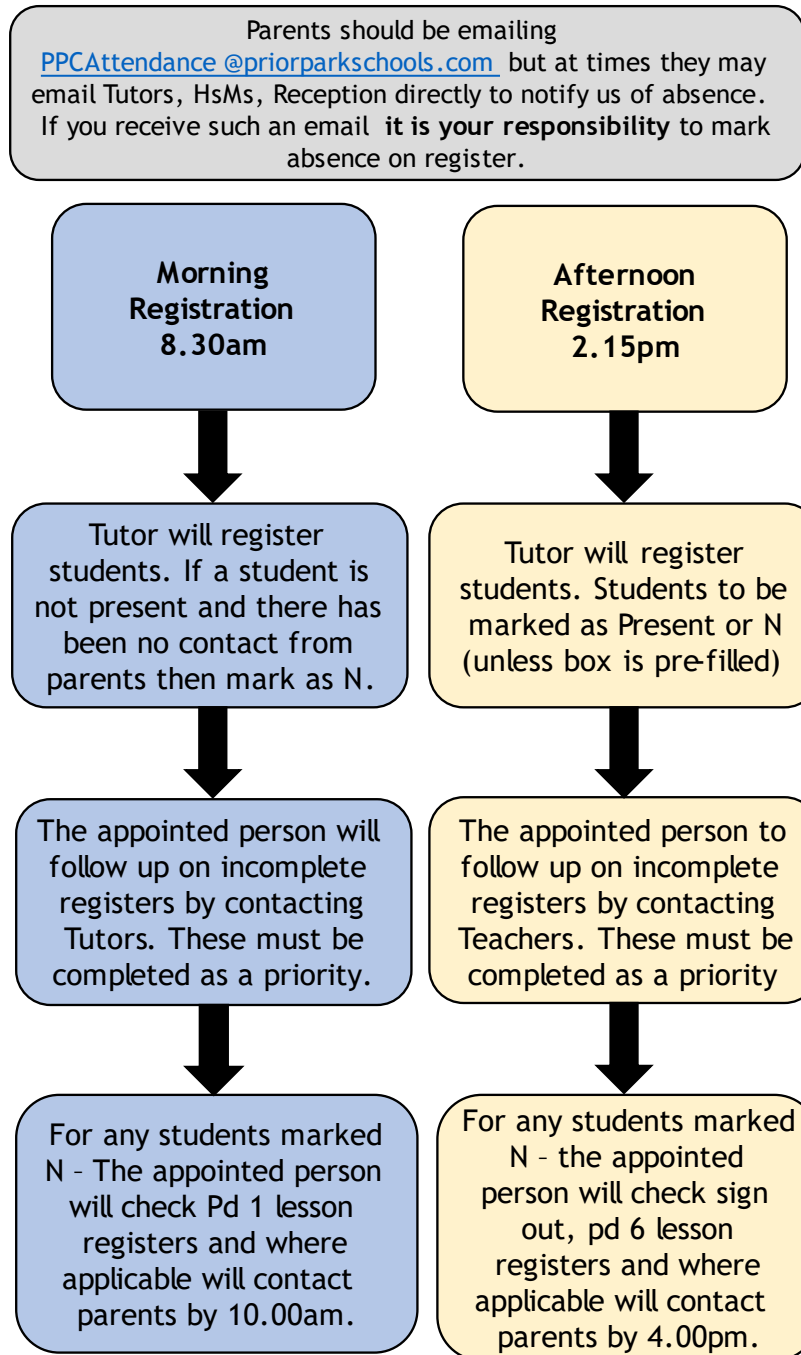 Parents should be emailing
PPCAttendance @priorparkschools.com but at times they may
email Tutors, HsMs, Reception directly to notify us of absence.
If you receive such an email it is your responsibility to mark
absence on register.
Morning
Registration
8.30am
Tutor will register
students. If a student is
not present and there has
been no contact from
parents then mark as N.
The appointed person will
follow up on incomplete
registers by contacting
Tutors. These must be
completed as a priority.
For any students marked
N – The appointed person
will check Pd 1 lesson
registers and where
applicable will contact
parents by 10.00am.
Afternoon
Registration
2.15pm
Tutor will register
students. Students to be
marked as Present or N
(unless box is pre-filled)
The appointed person to
follow up on incomplete
registers by contacting
Teachers. These must be
completed as a priority
For any students marked
N – the appointed
person will check sign
out, pd 6 lesson
registers and where
applicable will contact
parents by 4.00pm.